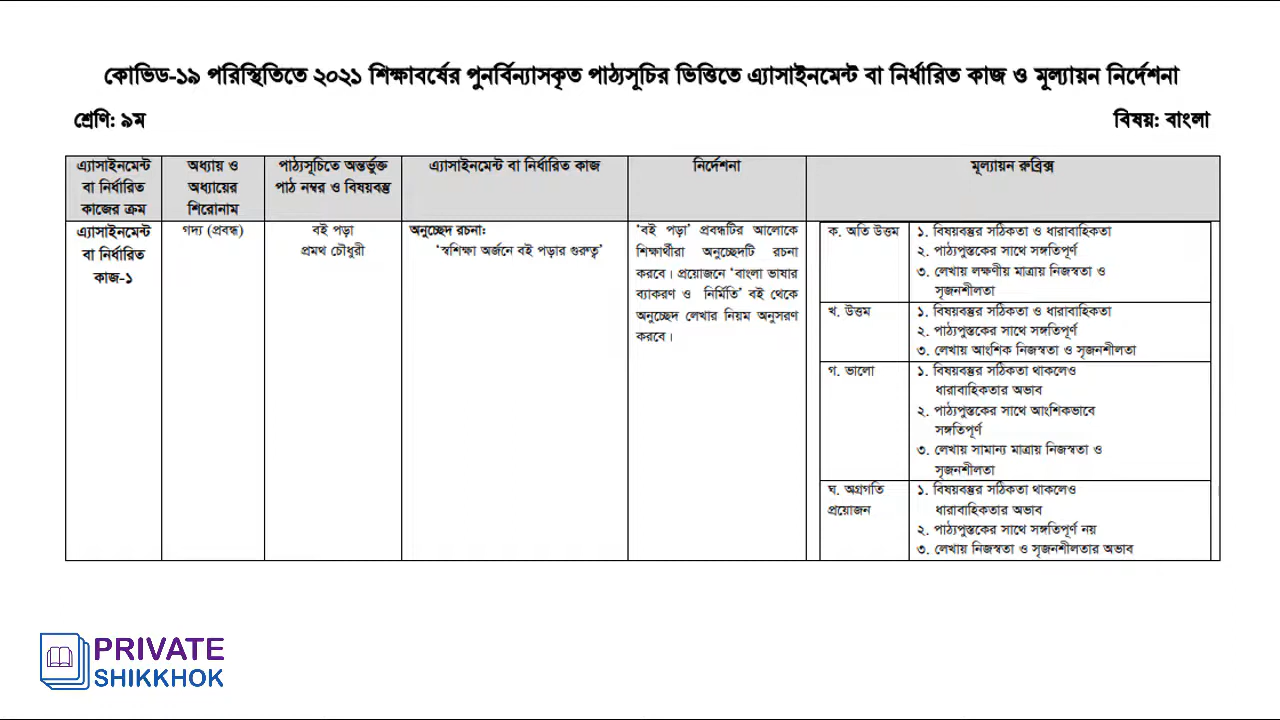 কোভিড-১৯ পরিস্থিতিতে ২০২১ শিক্ষাবর্ষের পুনর্বিন্যাসকৃত পাঠ্যসূচির ভিত্তিতে এ্যাসাইনমেন্ট বা নির্ধারিত কাজ ও মূল্যায়ন নির্দেশনা
শ্রেণি: ৯ম
বিষয়: বাংলা
এ্যাসাইনমেন্ট
বা নির্ধারিত
কাজের ক্রম
অধ্যায় ও
অধ্যায়ের
শিরোনাম
পাঠ্যসূচিতে অন্তর্ভুক্ত
পাঠ নম্বর ও বিষয়বস্তু
এ্যাসাইনমেন্ট বা নির্ধারিত কাজ
নির্দেশনা
মূল্যায়ন রুব্রিক্স
এ্যাসাইনমেন্ট
বা নির্ধারিত
কাজ-১
গদ্য (প্রবন্ধ)
বই পড়া
প্রমথ চৌধুরী
অনুচ্ছেদ রচনা:
‘স্বশিক্ষা অর্জনে বই পড়ার গুরুত্ব’
‘বই পড়া’ প্রবন্ধটির আলোকে
শিক্ষার্থীরা অনুচ্ছেদটি রচনা
করবে। প্রয়োজনে ‘বাংলা ভাষার
ব্যাকরণ ও নির্মিতি’ বই থেকে
অনুচ্ছেদ লেখার নিয়ম অনুসরণ
করবে।
ক. অতি উত্তম
১. বিষয়বস্তুর সঠিকতা ও ধারাবাহিকতা
২. পাঠ্যপুস্তকের সাথে সঙ্গতিপূর্ণ
৩. লেখায় লক্ষণীয় মাত্রায় নিজস্বতা ও
সৃজনশীলতা
খ. উত্তম
১. বিষয়বস্তুর সঠিকতা ও ধারাবাহিকতা
২. পাঠ্যপুস্তকের সাথে সঙ্গতিপূর্ণ
৩. লেখায় আংশিক নিজস্বতা ও সৃজনশীলতা
গ. ভালো
১. বিষয়বস্তুর সঠিকতা থাকলেও
ধারাবাহিকতার অভাব
২. পাঠ্যপুস্তকের সাথে আংশিকভাবে
সঙ্গতিপূর্ণ
৩. লেখায় সামান্য মাত্রায় নিজস্বতা ও
সৃজনশীলতা
ঘ. অগ্রগতি
প্রয়োজন
১. বিষয়বস্তুর সঠিকতা থাকলেও
ধারাবাহিকতার অভাব
২. পাঠ্যপুস্তকের সাথে সঙ্গতিপূর্ণ নয়
৩. লেখায় নিজস্বতা ও সৃজনশীলতার অভাব
PRIVATE
SHIKKHOK